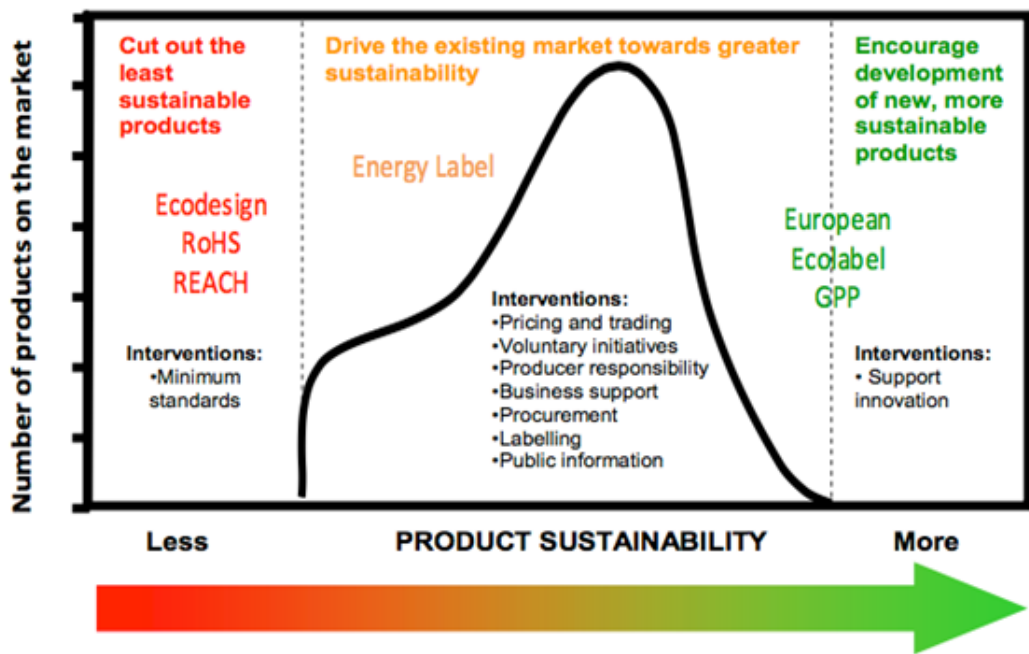 Number of products on the market
Cut out the
least
sustainable
products
Ecodesign
RoHS
REACH
Interventions:
•Minimum
standards
Drive the existing market towards greater
sustainability
Energy Label
Interventions:
•Pricing and trading
•Voluntary initiatives
•Producer responsibility
•Business support
•Procurement
•Labelling
•Public information
Encourage
development
of new, more
sustainable
products
European
Ecolabel
GPP
Interventions:
• Support
innovation
Less
PRODUCT SUSTAINABILITY
More